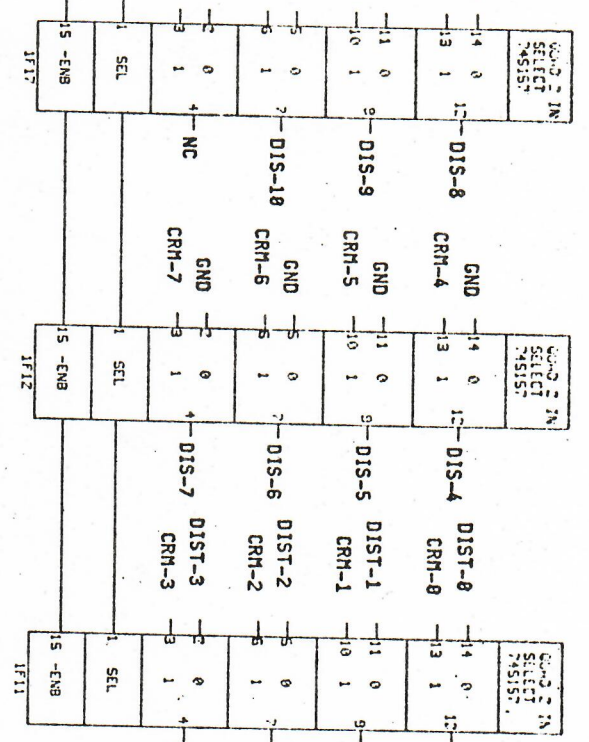 QUAD 2 IN
SELECT
74S157
14 0
13 1
12
DIS-8
11 0
10 1
9
DIS-9
5 0
6 1
7
DIS-10
2 0
3 1
4
NC
1 SEL
15 -ENB
1F17
GND
CRM-4
GND
CRM-5
GND
CRM-6
GND
CRM-7
QUAD 2 IN
SELECT
74S157
14 0
13 1
12
DIS-4
11 0
10 1
9
DIS-5
5 0
6 1
7
DIS-6
2 0
3 1
4
DIS-7
1 SEL
15 -ENB
1F12
DIST-0
CRM-0
DIST-1
CRM-1
DIST-2
CRM-2
DIST-3
CRM-3
QUAD 2 IN
SELECT
74S157
14 0
13 1
12
11 0
10 1
9
5 0
6 1
7
2 0
3 1
4
1 SEL
15 -ENB
1F11